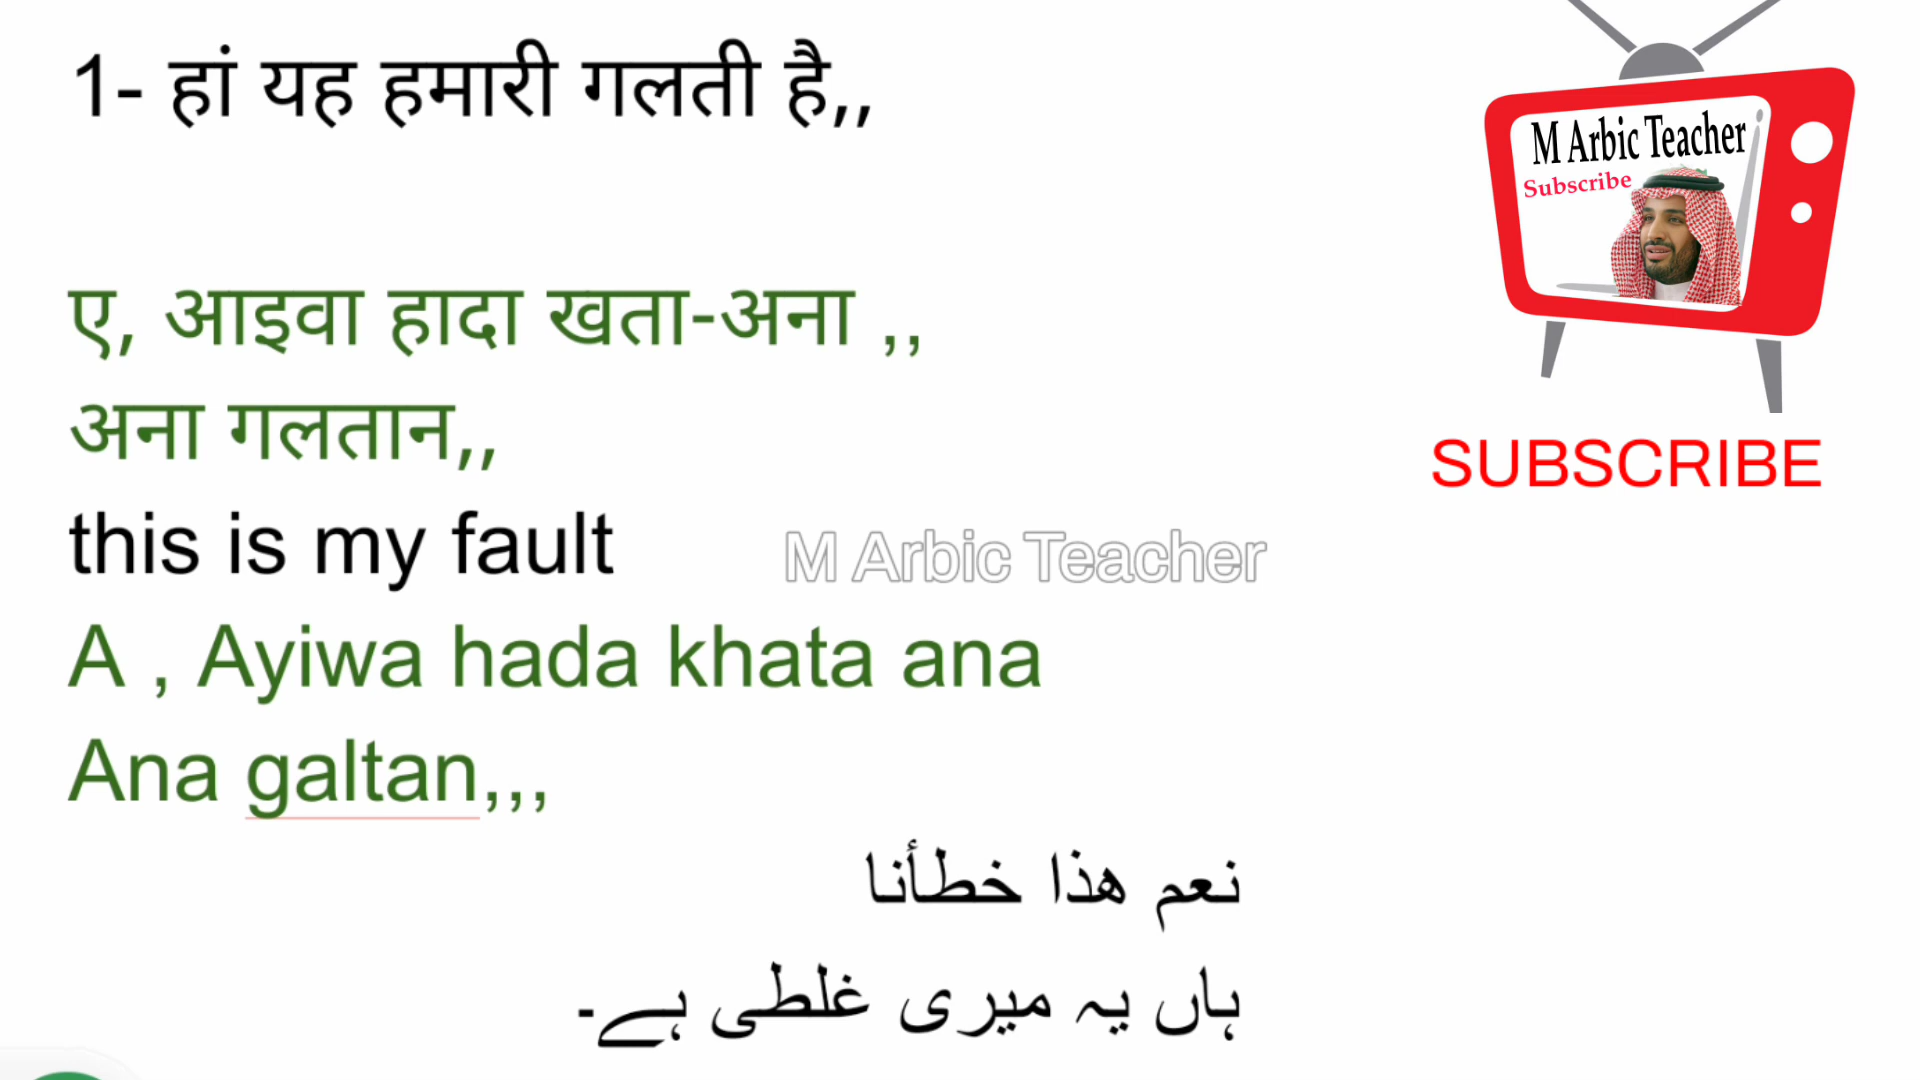 1- हां यह हमारी गलती है,,
M Arbic Teacher
Subscribe
ए, आइवा हादा खता-अना ,,
अना गलतान,,
SUBSCRIBE
this is my fault
M Arbic Teacher
A , Ayiwa hada khata ana
Ana galtan,,,
نعم هذا خطأنا
ہاں یہ میری غلطی ہے۔